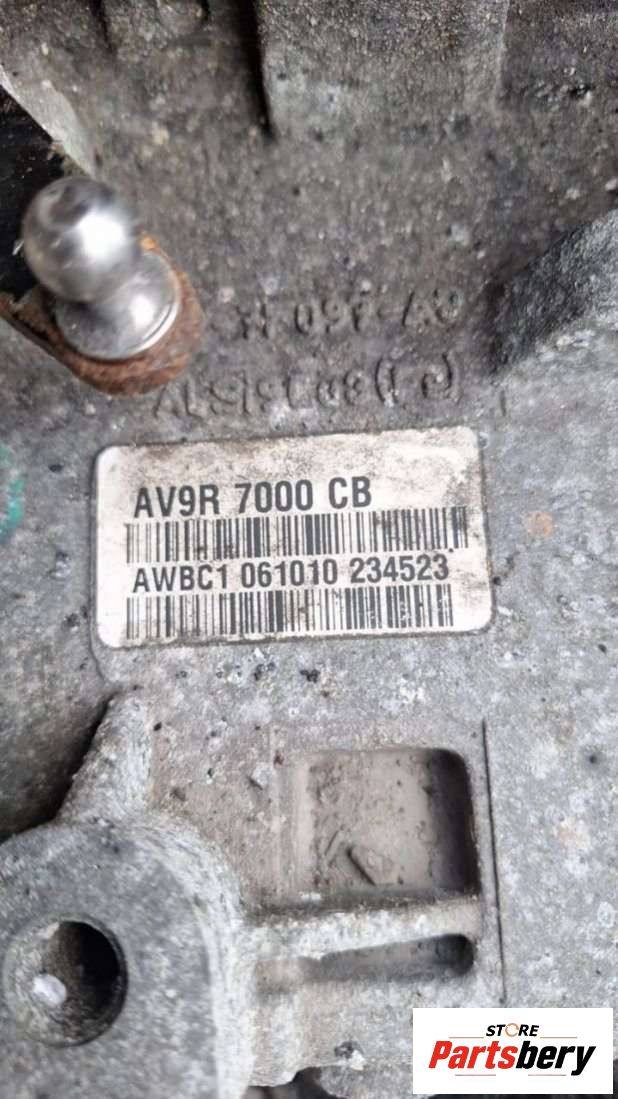 AV9R 7000 CB
AWBC1 061010 234523
STORE
Partsbery